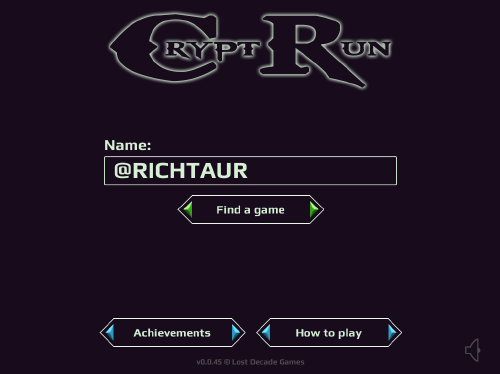 CRYPT RUN
Name:
@RICHTAUR
Find a game
Achievements
How to play
v0.0.45 © Lost Decade Games